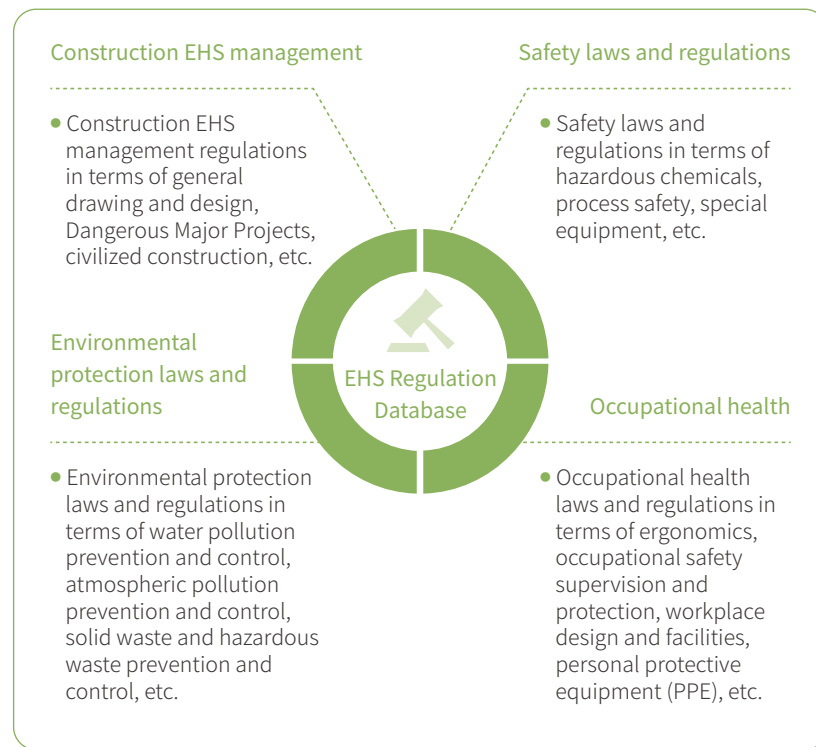 Construction EHS management
Construction EHS
management regulations
in terms of general
drawing and design,
Dangerous Major Projects,
civilized construction, etc.
Safety laws and regulations
Safety laws and
regulations in terms of
hazardous chemicals,
process safety, special
equipment, etc.
EHS Regulation
Database
Environmental
protection laws and
regulations
Environmental protection
laws and regulations in
terms of water pollution
prevention and control,
atmospheric pollution
prevention and control,
solid waste and hazardous
waste prevention and
control, etc.
Occupational health
Occupational health
laws and regulations in
terms of ergonomics,
occupational safety
supervision and
protection, workplace
design and facilities,
personal protective
equipment (PPE), etc.